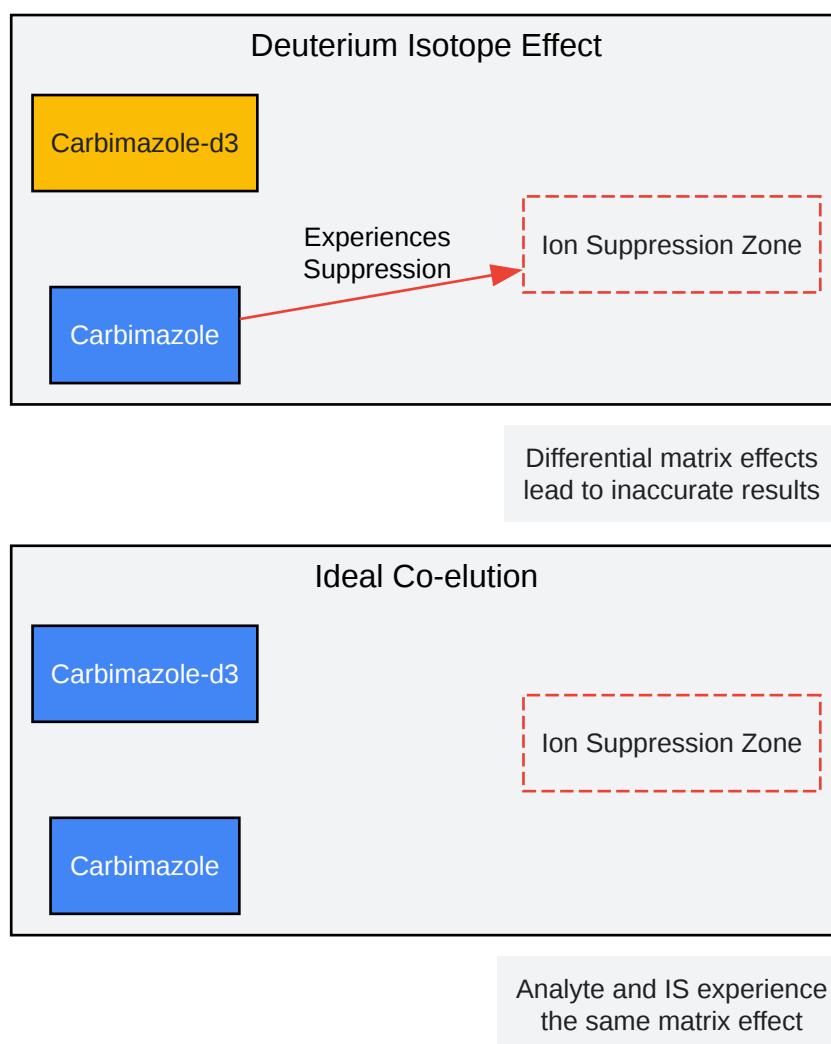 Deuterium Isotope Effect
Carbimazole-d3
Experiences
Suppression
Ion Suppression Zone
Carbimazole
Differential matrix effects
lead to inaccurate results
Ideal Co-elution
Carbimazole-d3
Ion Suppression Zone
Carbimazole
Analyte and IS experience
the same matrix effect